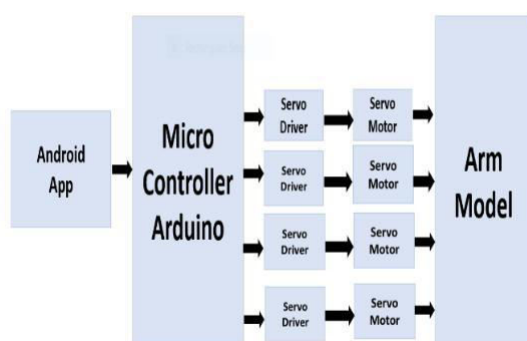 Android
App
Micro
Controller
Arduino
Servo
Driver
Servo
Motor
Servo
Driver
Servo
Motor
Servo
Driver
Servo
Motor
Servo
Driver
Servo
Motor
Arm
Model